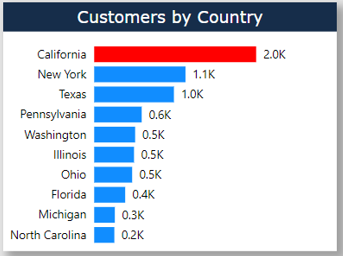 Customers by Country
California 2.0K
New York 1.1K
Texas 1.0K
Pennsylvania 0.6K
Washington 0.5K
Illinois 0.5K
Ohio 0.5K
Florida 0.4K
Michigan 0.3K
North Carolina 0.2K